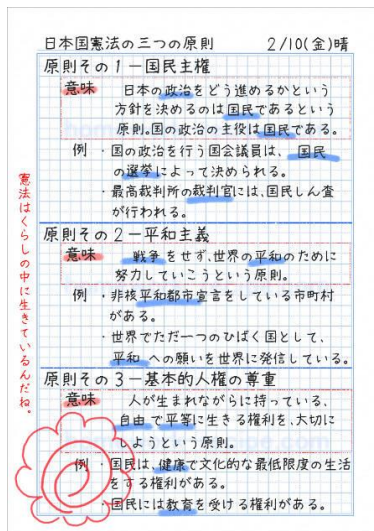 日本国憲法の三つの原則 2/10(金)晴
原則その1－国民主権
意味 日本の政治をどう進めるかという
方針を決めるのは国民であるという
原則。国の政治の主役は国民である。
例 ・国の政治を行う国会議員は、国民
の選挙によって決められる。
・最高裁判所の裁判官には、国民しん査
が行われる。
原則その2－平和主義
意味 戦争をせず、世界の平和のために
努力していこうという原則。
例 ・非核平和都市宣言をしている市町村
がある。
・世界でただ一つのひばく国として、
平和への願いを世界に発信している。
原則その3－基本的人権の尊重
意味 人が生まれながらに持っている、
自由で平等に生きる権利を、大切に
しようという原則。
例 ・国民は、健康で文化的な最低限度の生活
をする権利がある。
・国民には教育を受ける権利がある。
憲法はくらしの中に生きているんだね。